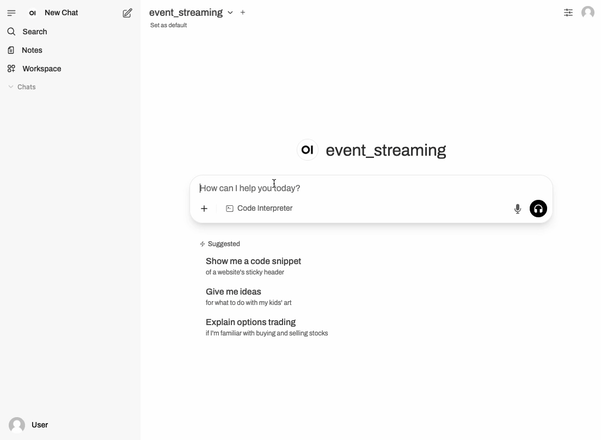 OI New Chat
Search
Notes
Workspace
Chats
User
event_streaming
Set as default
OI event_streaming
How can I help you today?
Code Interpreter
Suggested
Show me a code snippet
of a website's sticky header
Give me ideas
for what to do with my kids' art
Explain options trading
if I'm familiar with buying and selling stocks